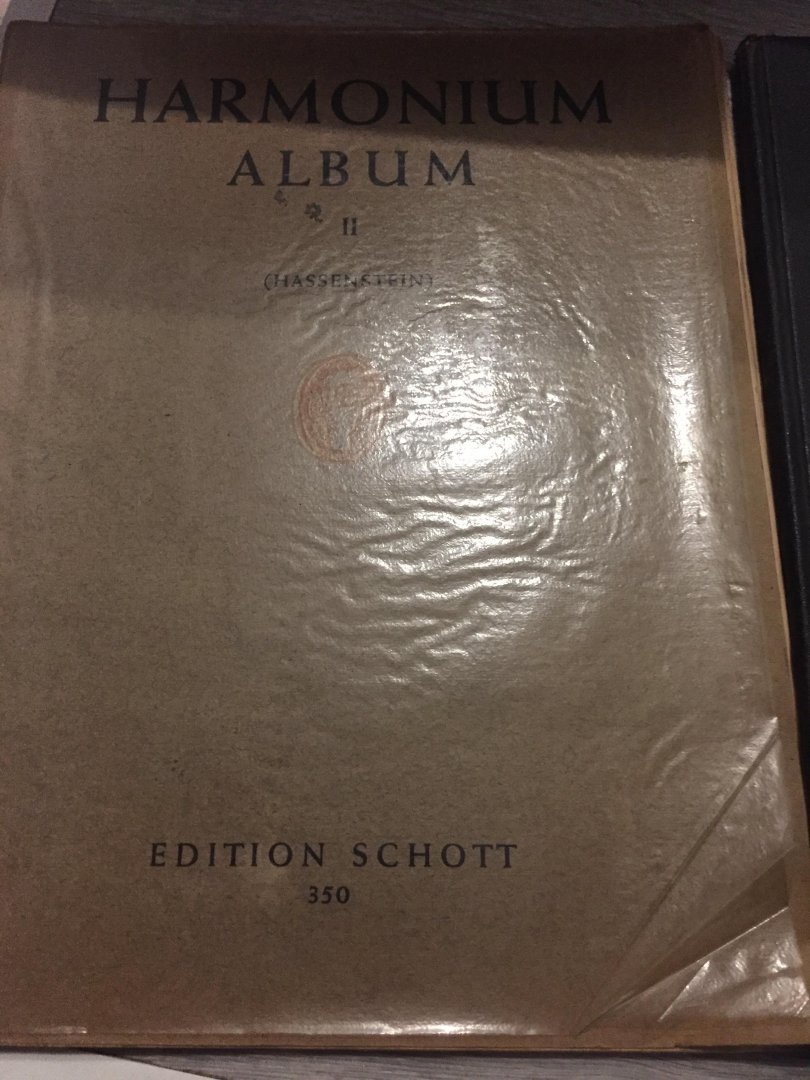 HARMONIUM
ALBUM
II
(HASSENSTEIN)
EDITION SCHOTT
350